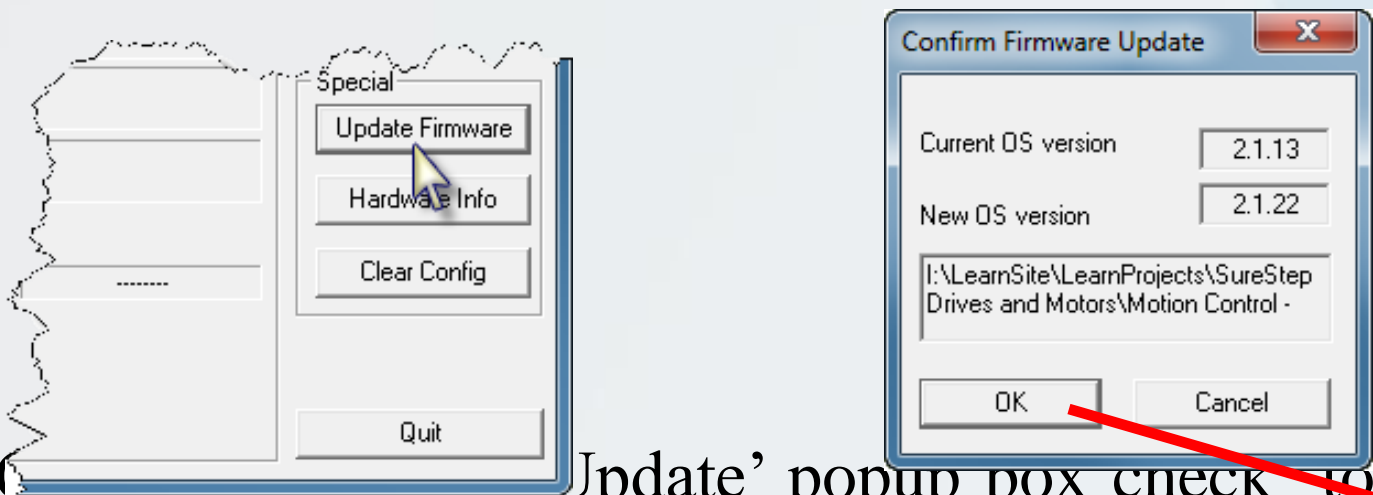 Special
Update Firmware
Hardware Info
Clear Config
--------
Quit
Confirm Firmware Update
Current OS version 2.1.13
New OS version 2.1.22
I:\LearnSite\LearnProjects\SureStep
Drives and Motors\Motion Control -
OK Cancel
Update’ popup box check to